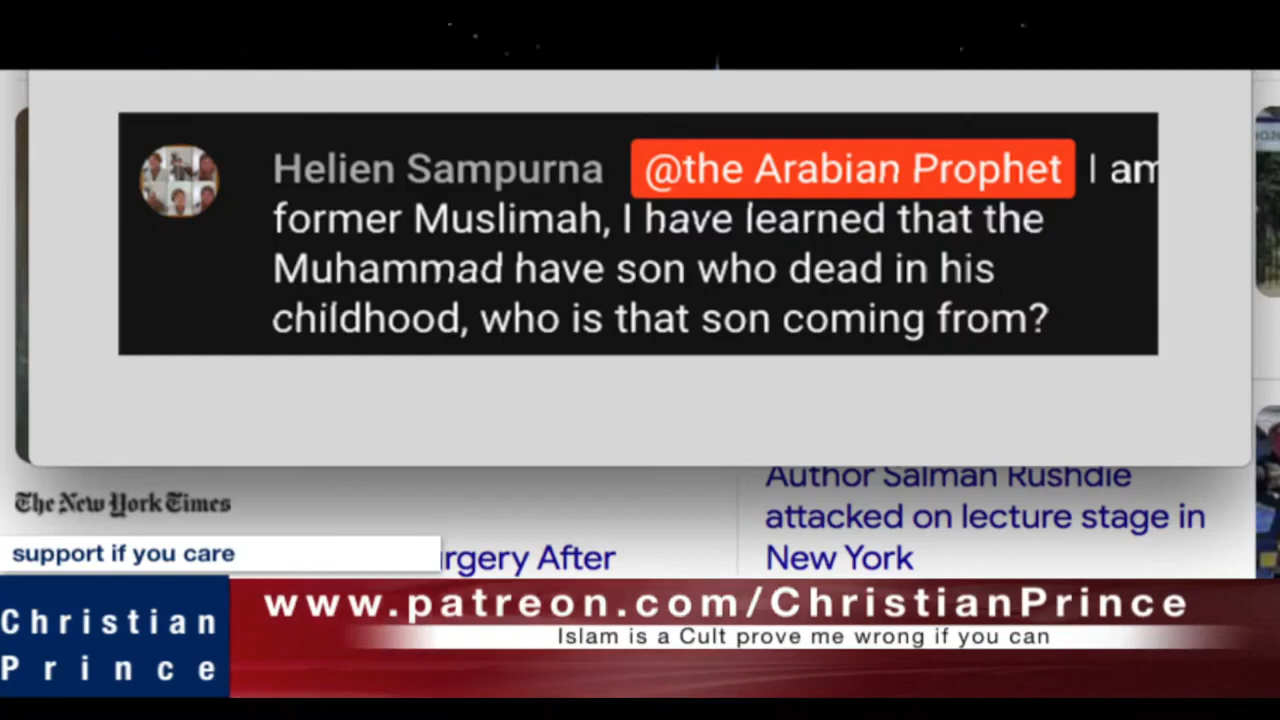 Helien Sampurna @the Arabian Prophet I am
former Muslimah, I have learned that the
Muhammad have son who dead in his
childhood, who is that son coming from?
The New York Times
Author Salman Rushdie
attacked on lecture stage in
New York
support if you care
After
www.patreon.com/ChristianPrince
Islam is a Cult prove me wrong if you can
Christian
Prince